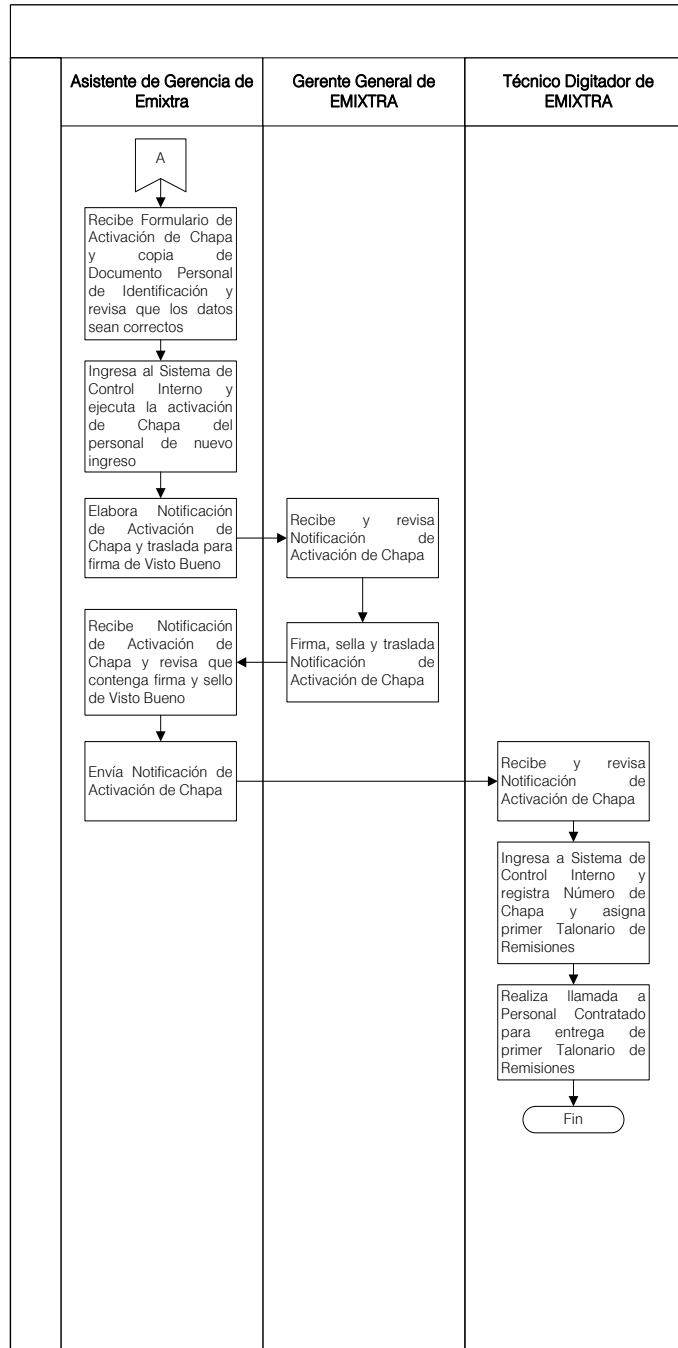 Asistente de Gerencia de
Emixtra
Gerente General de
EMIXTRA
Técnico Digitador de
EMIXTRA
A
Recibe Formulario de
Activación de Chapa
y copia de
Documento Personal
de Identificación y
revisa que los datos
sean correctos
Ingresa al Sistema de
Control Interno y
ejecuta la activación
de Chapa del
personal de nuevo
ingreso
Elabora Notificación
de Activación de
Chapa y traslada para
firma de Visto Bueno
Recibe y revisa
Notificación de
Activación de Chapa
Firma, sella y traslada
Notificación de
Activación de Chapa
Recibe Notificación
de Activación de
Chapa y revisa que
contenga firma y sello
de Visto Bueno
Envía Notificación de
Activación de Chapa
Recibe y revisa
Notificación de
Activación de Chapa
Ingresa a Sistema de
Control Interno y
registra Número de
Chapa y asigna
primer Talonario de
Remisiones
Realiza llamada a
Personal Contratado
para entrega de
primer Talonario de
Remisiones
Fin